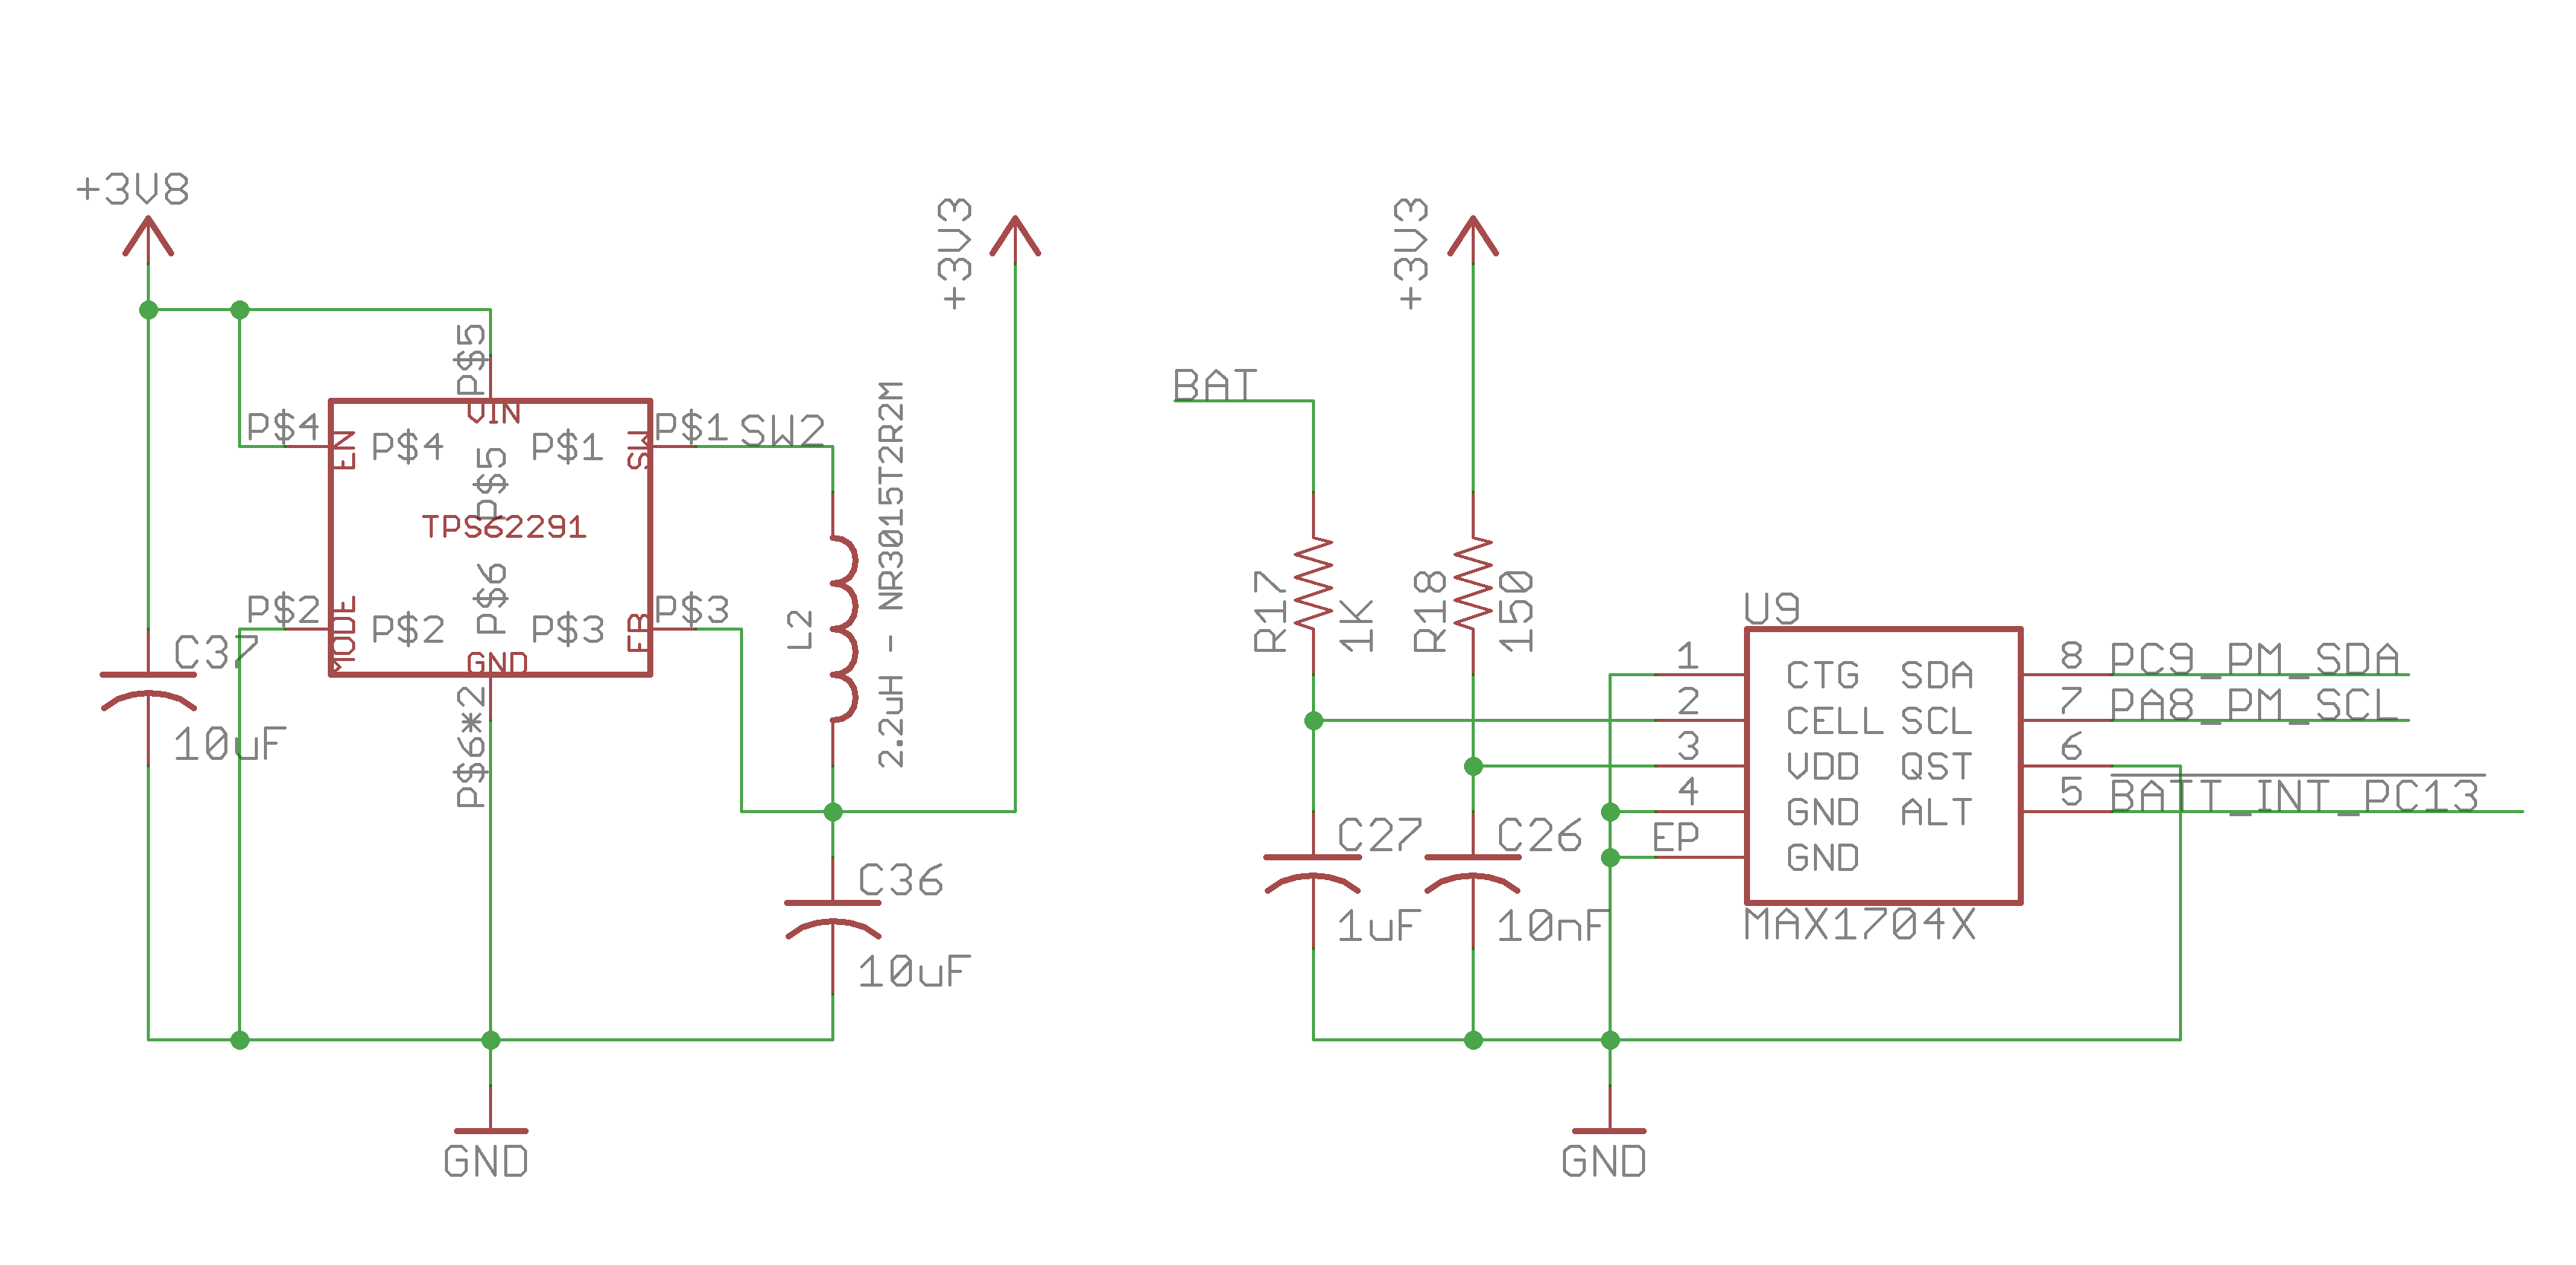 +3V8
+3V3
P$5
VIN
P$4
EN
P$4
P$5
P$1
SW
P$1
SW2
TPS62291
P$2
MODE
P$2
P$6
P$3
FB
P$3
GND
P$6*2
C37
10uF
L2
2.2uH - NR3015T2R2M
C36
10uF
GND
+3V3
BAT
R17
1K
R18
150
C27
1uF
C26
10nF
U9
1 CTG SDA 8 PC9_PM_SDA
2 CELL SCL 7 PA8_PM_SCL
3 VDD QST 6
4 GND ALT 5 BATT_INT_PC13
EP GND
MAX1704X
GND